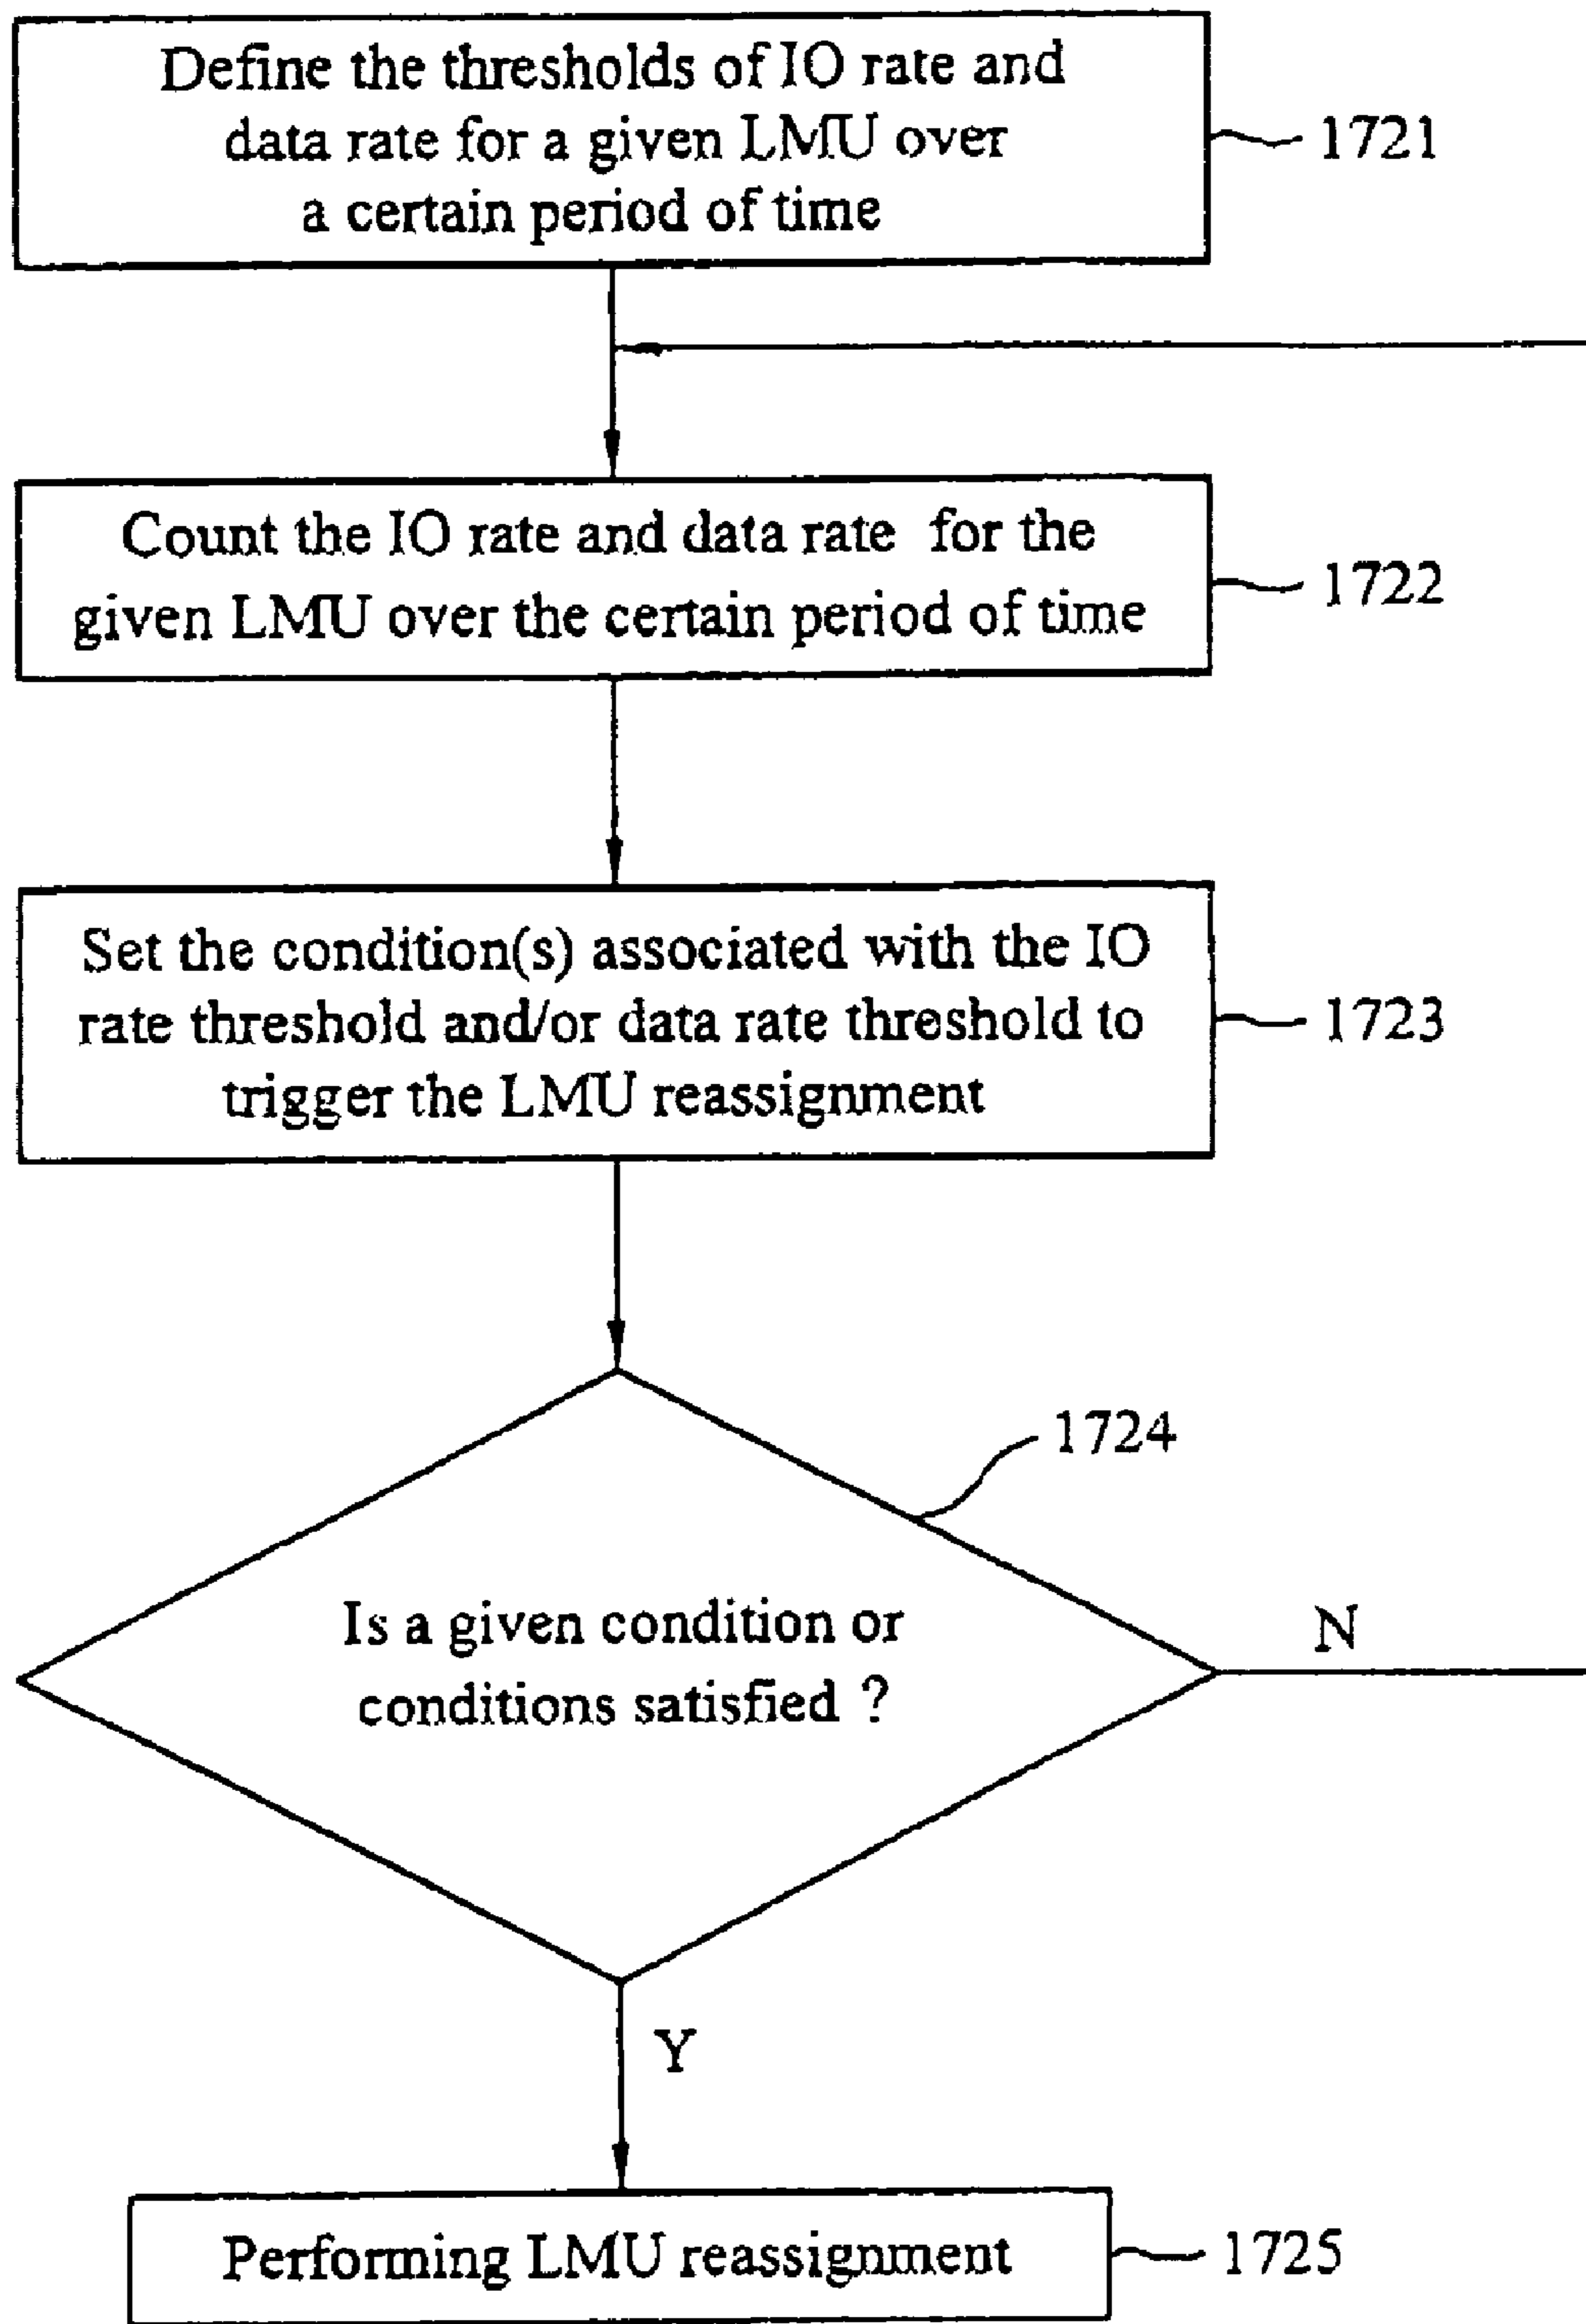 Define the thresholds of IO rate and
data rate for a given LMU over
a certain period of time
1721
Count the IO rate and data rate for the
given LMU over the certain period of time
1722
Set the condition(s) associated with the IO
rate threshold and/or data rate threshold to
trigger the LMU reassignment
1723
1724
Is a given condition or
conditions satisfied ?
N
Y
Performing LMU reassignment
1725